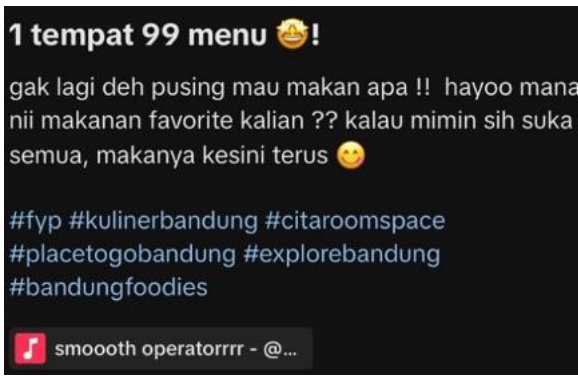 1 tempat 99 menu 🤩!
gak lagi deh pusing mau makan apa !! hayoo mana
nii makanan favorite kalian ?? kalau mimin sih suka
semua, makanya kesini terus 😋
#fyp #kulinerbandung #citaroomspace
#placetogobandung #explorebandung
#bandungfoodies
smoooth operatorrrr - @...